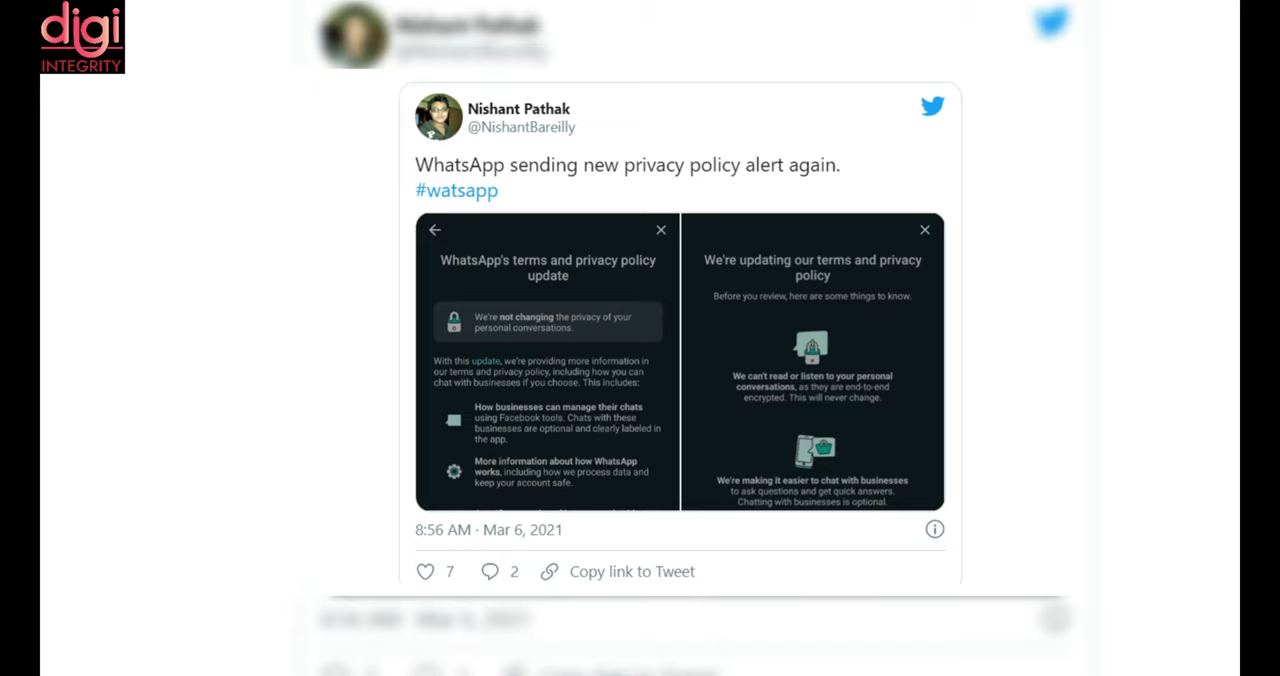 digi
INTEGRITY
Nishant Pathak
Nishant Pathak
@NishantBareilly
WhatsApp sending new privacy policy alert again.
#watsapp
WhatsApp's terms and privacy policy
update
We're not changing the privacy of your
personal conversations.
With this update, we're providing more information in
our terms and privacy policy, including how you can
chat with businesses if you choose. This includes:
How businesses can manage their chats
using Facebook tools. Chats with these
businesses are optional and clearly labeled in
the app.
More information about how WhatsApp
works, including how we process data and
keep your account safe.
We're updating our terms and privacy
policy
Before you review, here are some things to know.
We can't read or listen to your personal
conversations, as they are end-to-end
encrypted. This will never change.
We're making it easier to chat with businesses
to ask questions and get quick answers.
Chatting with businesses is optional.
8:56 AM · Mar 6, 2021
7
2
Copy link to Tweet